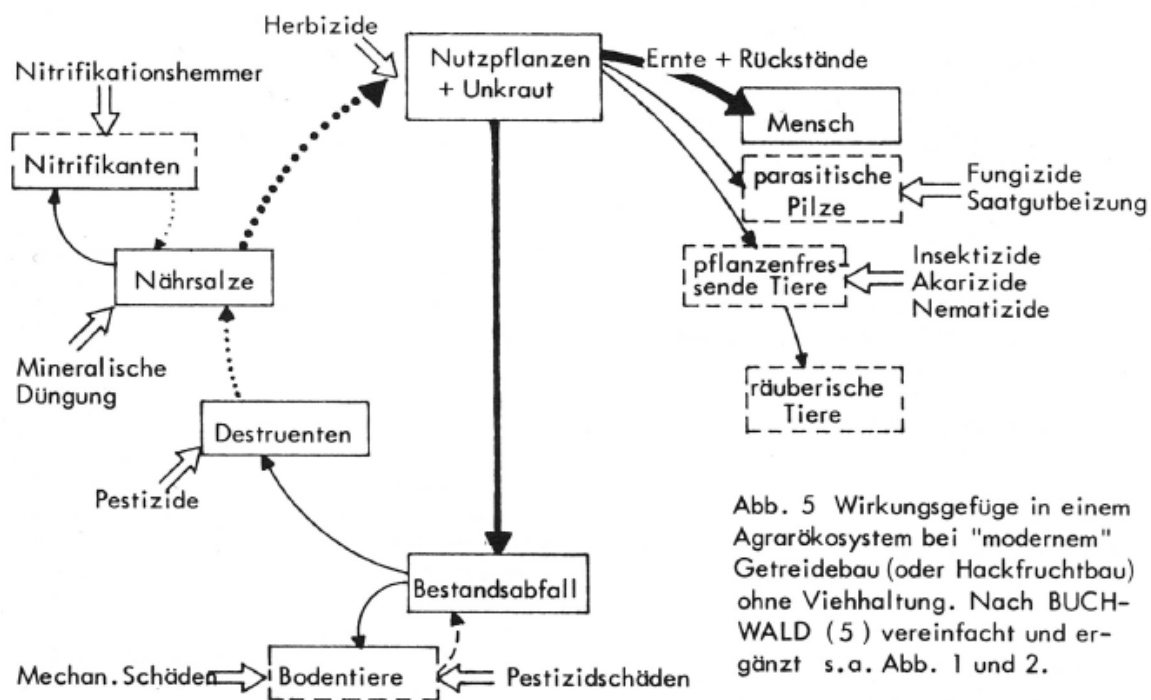 Herbizide
Nutzpflanzen
+ Unkraut
Ernte + Rückstände
Mensch
Nitrifikationshemmer
Nitrifikanten
parasitische
Pilze
Fungizide
Saatgutbeizung
Nährsalze
pflanzenfres
sende Tiere
Insektizide
Akarizide
Nematizide
Mineralische
Düngung
räuberische
Tiere
Destruenten
Pestizide
Bestandsabfall
Mechan. Schäden
Bodentiere
Pestizidschäden
Abb. 5 Wirkungsgefüge in einem
Agrarökosystem bei "modernem"
Getreidebau (oder Hackfruchtbau)
ohne Viehhaltung. Nach BUCH-
WALD (5) vereinfacht und er-
gänzt s.a. Abb. 1 und 2.